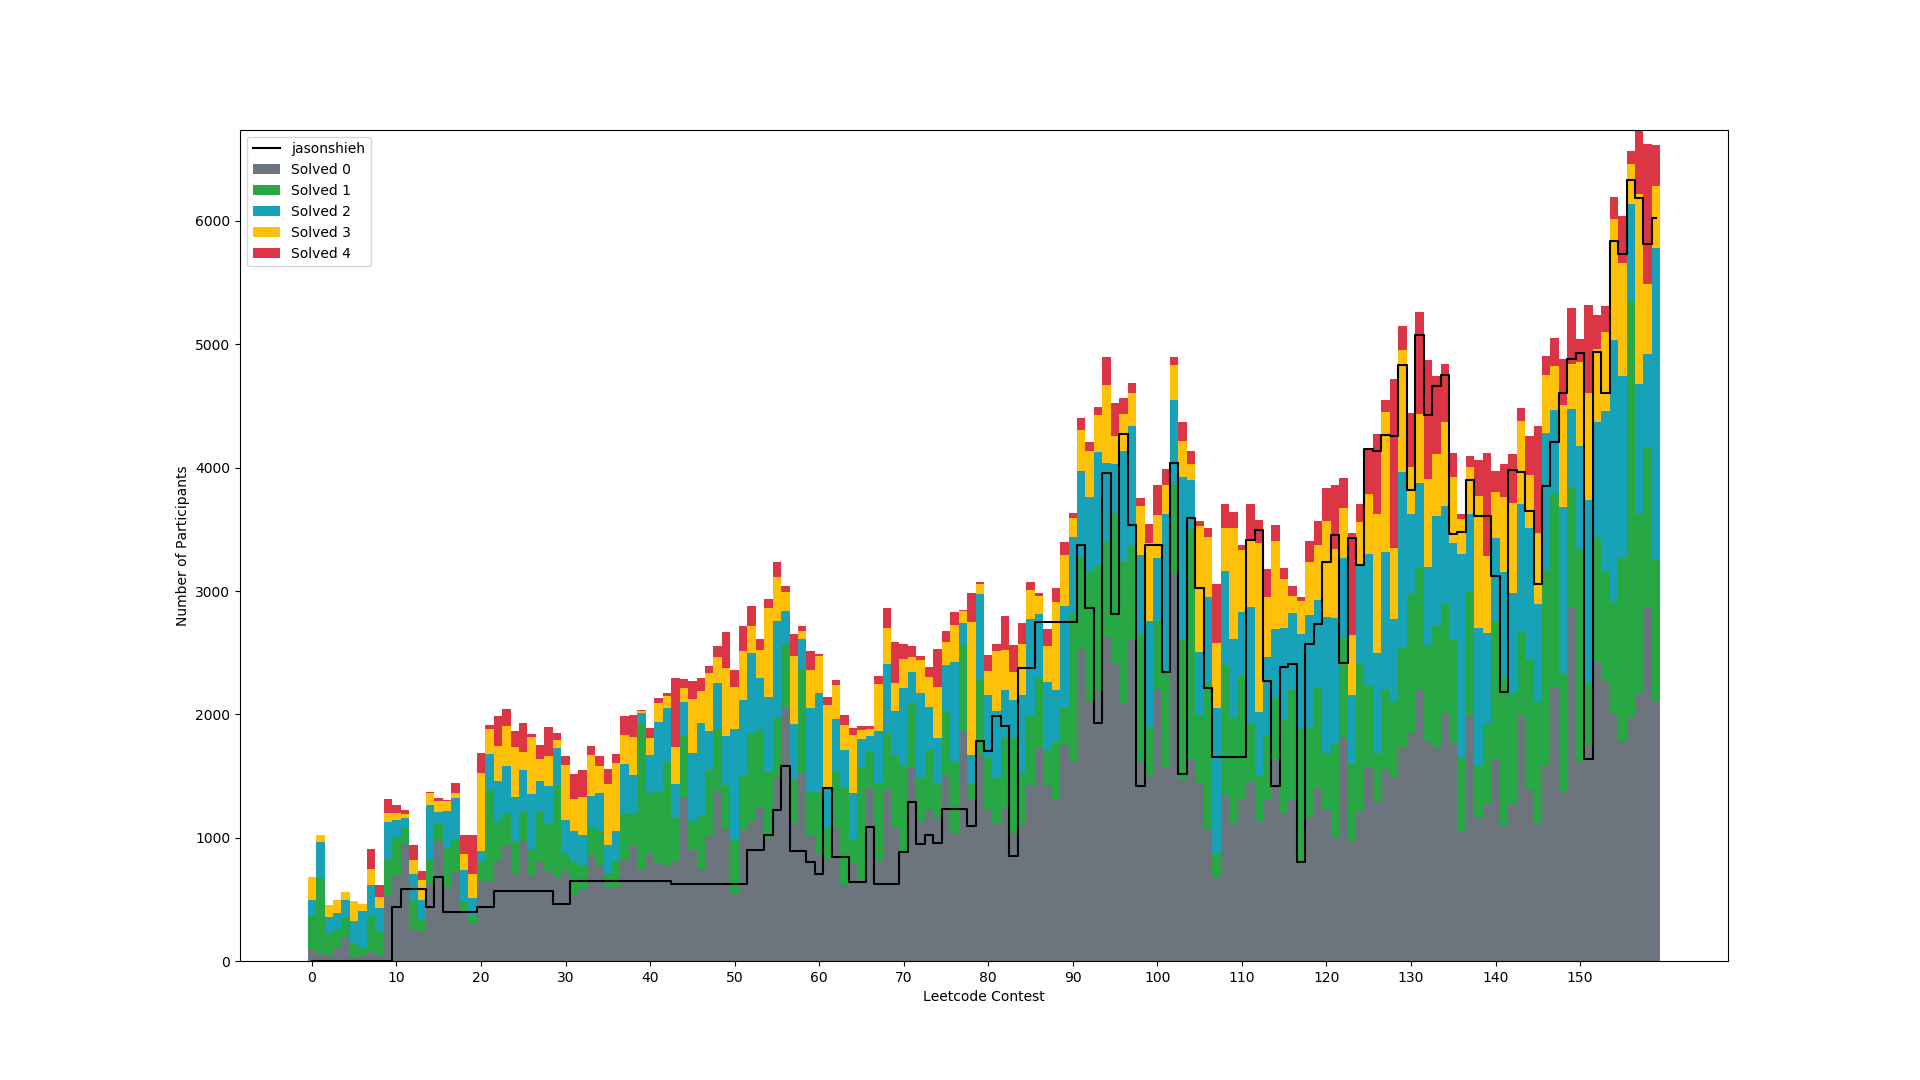 jasonshieh
Solved 0
Solved 1
Solved 2
Solved 3
Solved 4
Number of Participants
6000
5000
4000
3000
2000
1000
0
0 10 20 30 40 50 60 70 80 90 100 110 120 130 140 150
Leetcode Contest